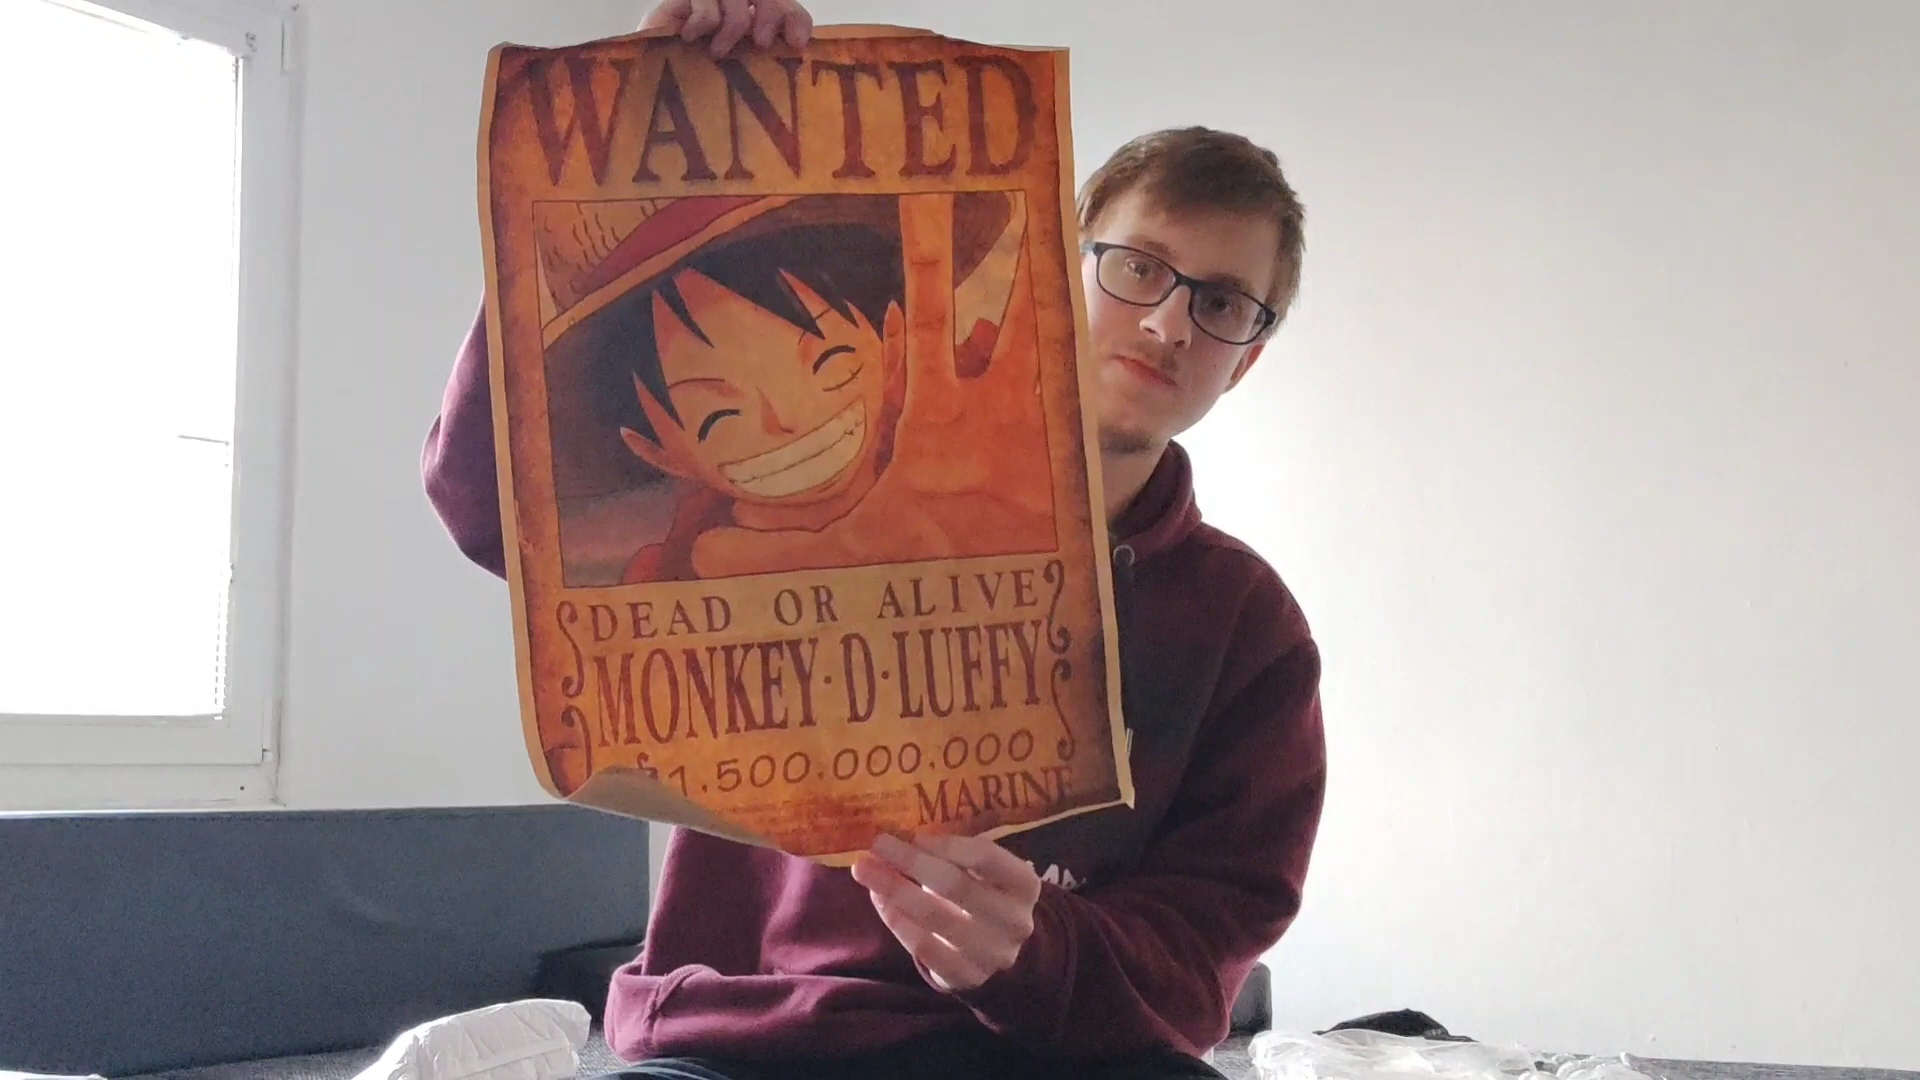 WANTED
DEAD OR ALIVE
MONKEY·D·LUFFY
1.500.000.000
MARINE